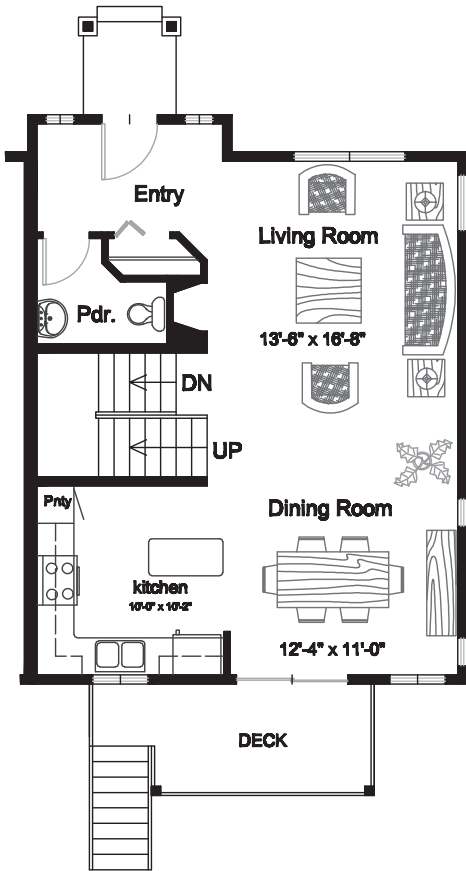 Entry
Living Room
Pdr.
13'-6" x 16'-8"
DN
UP
Pnty
Dining Room
kitchen
10'-0" x 10'-2"
12'-4" x 11'-0"
DECK